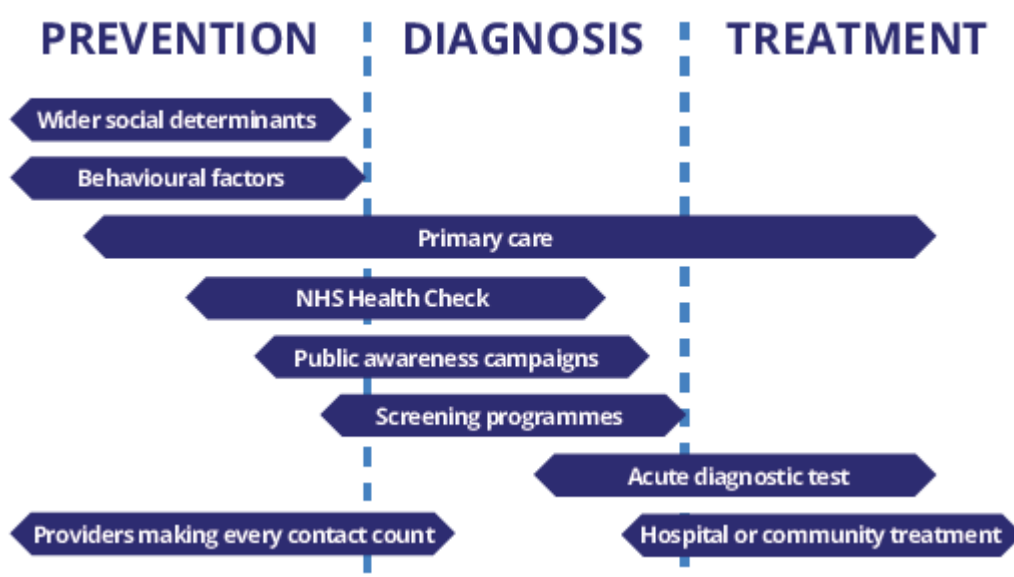 PREVENTION DIAGNOSIS TREATMENT
Wider social determinants
Behavioural factors
Primary care
NHS Health Check
Public awareness campaigns
Screening programmes
Acute diagnostic test
Providers making every contact count
Hospital or community treatment